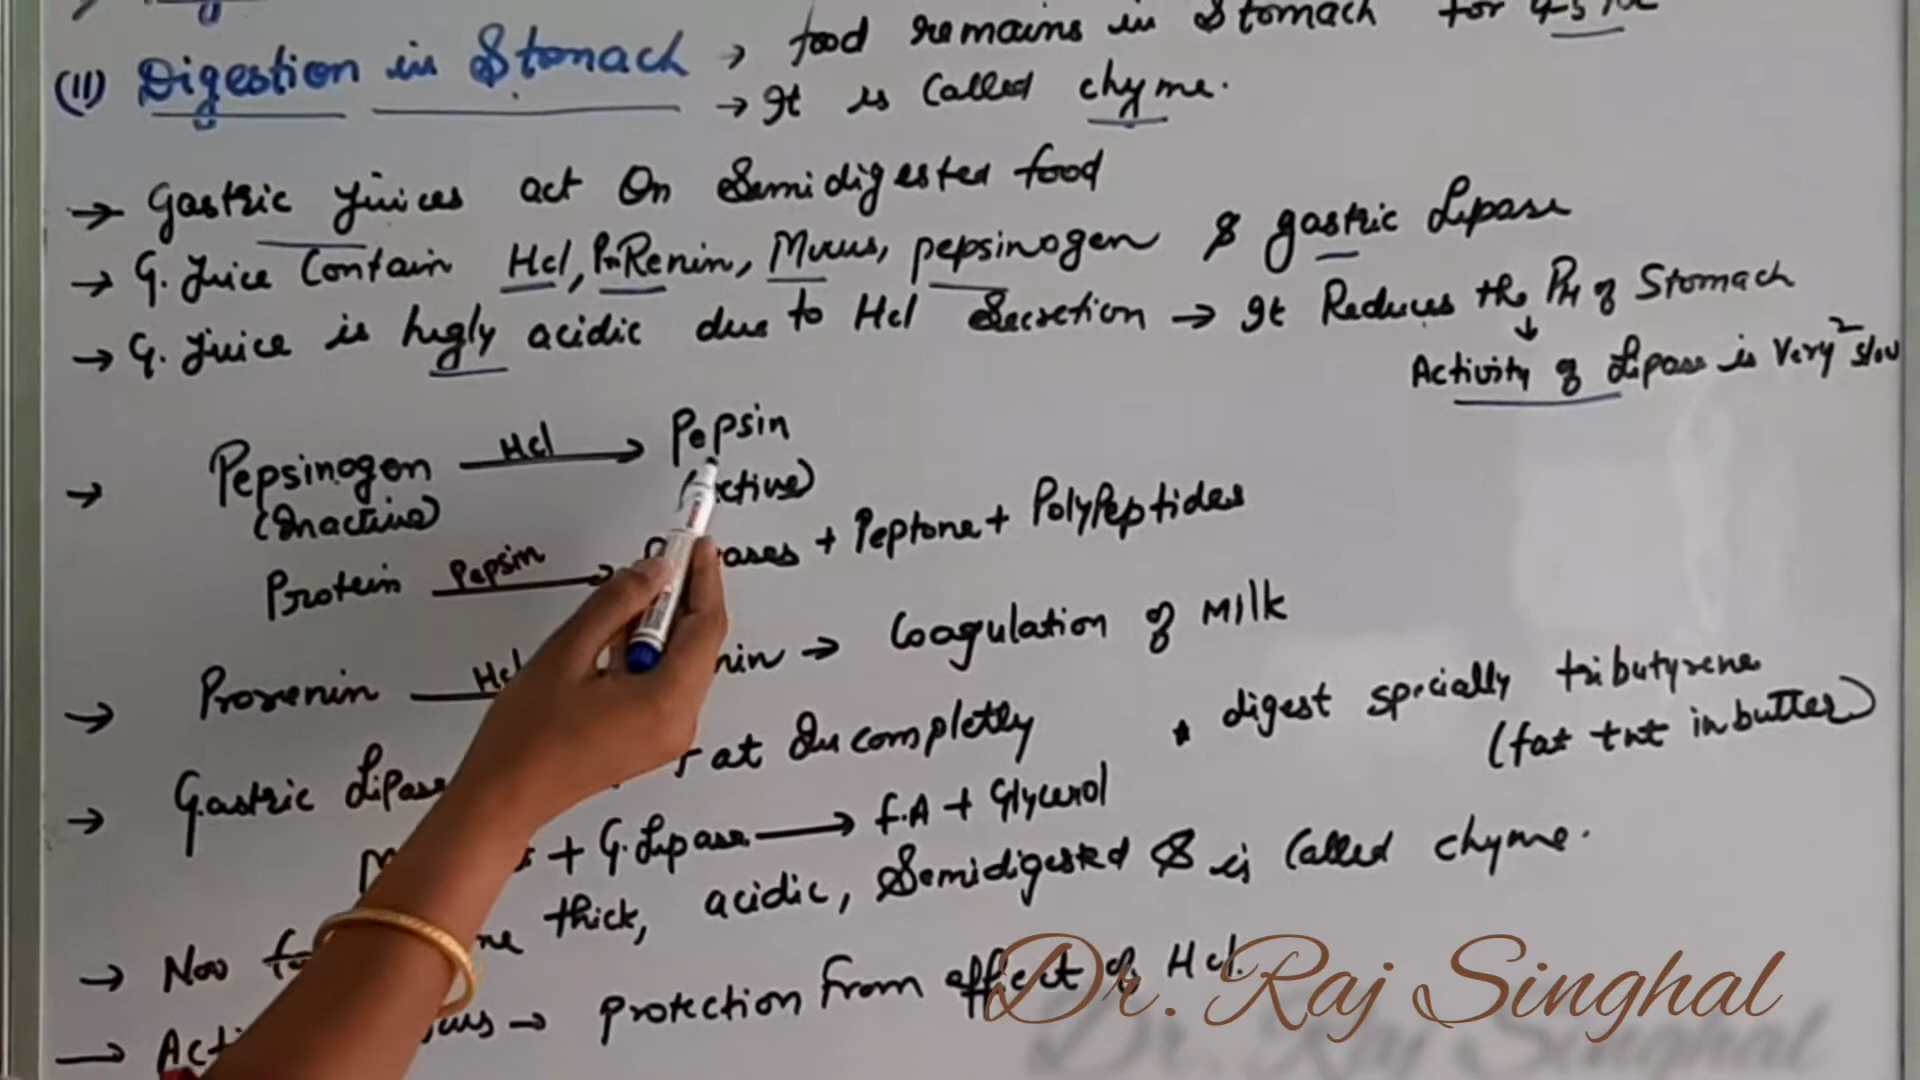 (II) Digestion in Stomach → food remains in Stomach for 4-5
→ It is Called chyme.
→ Gastric Juices act On Semidigested food
→ G. Juice Contain Hcl, ProRenin, Mucus, pepsinogen & gastric Lipase
→ G. Juice is higly acidic due to Hcl Secretion → It Reduces the PH of Stomach
↓
Activity of Lipase is Very² slow
→ Pepsinogen Hcl → Pepsin
(Inactive) (Active)
Protein Pepsin → + Peptone + Polypeptides
→ Prorenin Hcl → Coagulation of Milk
→ Gastric Lipase Fat Incompletly * digest specially tributyrene
(fat in butter)
+ G. Lipase → F.A + Glycerol
→ Now thick, acidic, Semidigested & is Called chyme.
→ → protection From effect of Hcl.
Dr. Raj Singhal